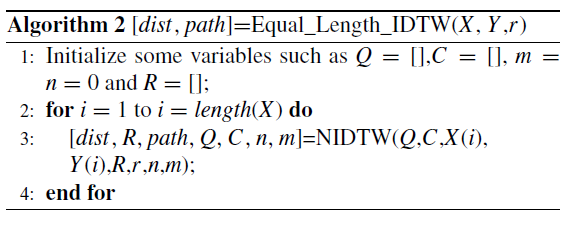 Algorithm 2 [dist, path]=Equal_Length_IDTW(X, Y,r)
1: Initialize some variables such as Q = [],C = [], m =
n = 0 and R = [];
2: for i = 1 to i = length(X) do
3: [dist, R, path, Q, C, n, m]=NIDTW(Q,C,X(i),
Y(i),R,r,n,m);
4: end for